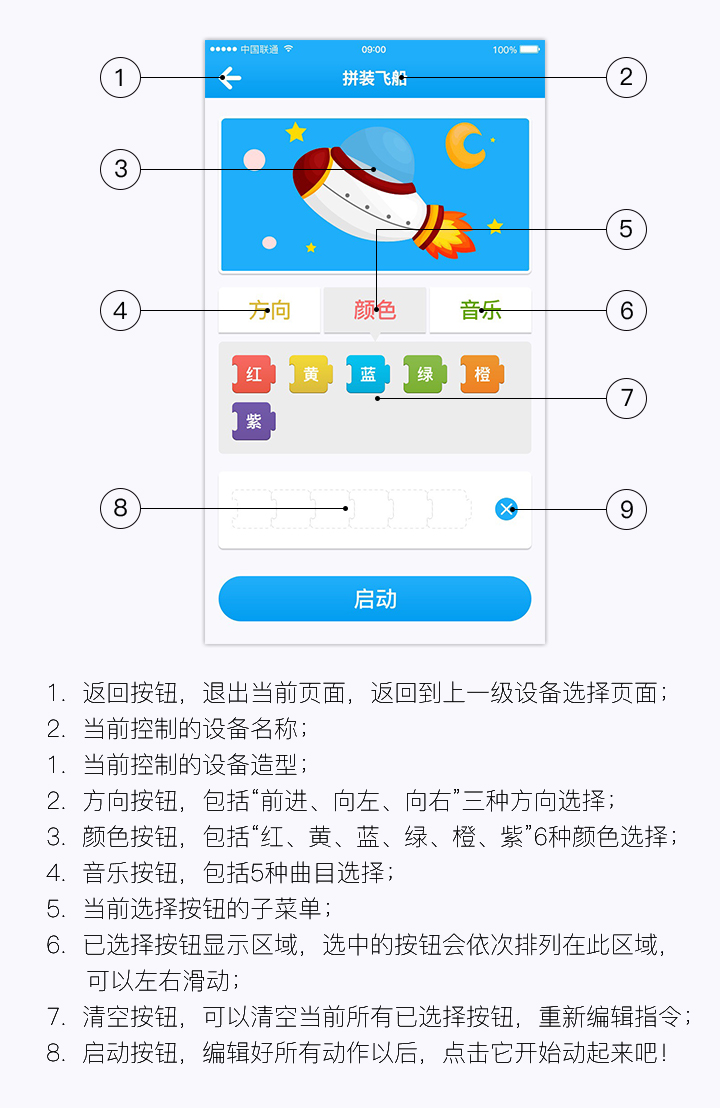 中国联通 09:00 100%
1 拼装飞船 2
3
5
4 方向 颜色 音乐 6
红 黄 蓝 绿 橙
7
紫
8 9
启动
1. 返回按钮，退出当前页面，返回到上一级设备选择页面；
2. 当前控制的设备名称；
1. 当前控制的设备造型；
2. 方向按钮，包括“前进、向左、向右”三种方向选择；
3. 颜色按钮，包括“红、黄、蓝、绿、橙、紫”6种颜色选择；
4. 音乐按钮，包括5种曲目选择；
5. 当前选择按钮的子菜单；
6. 已选择按钮显示区域，选中的按钮会依次排列在此区域，
可以左右滑动；
7. 清空按钮，可以清空当前所有已选择按钮，重新编辑指令；
8. 启动按钮，编辑好所有动作以后，点击它开始动起来吧！